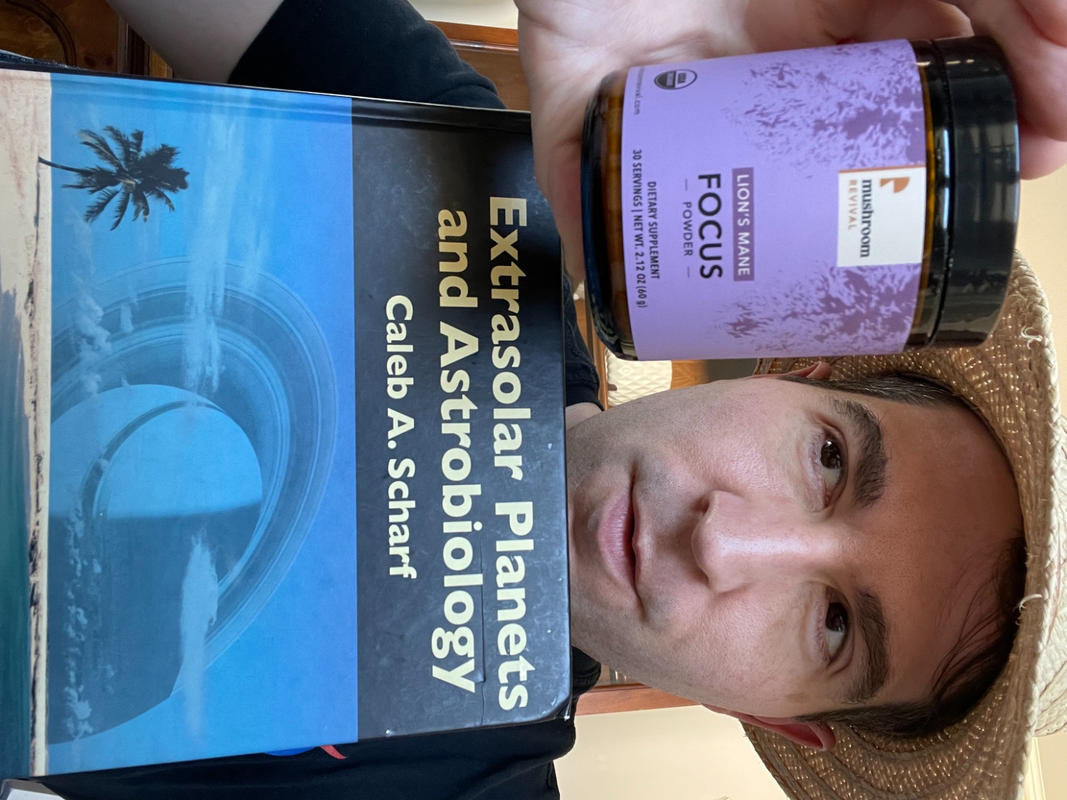 mushroom
REVIVAL
LION'S MANE
FOCUS
— POWDER —
DIETARY SUPPLEMENT
30 SERVINGS | NET WT. 2.12 OZ (60 g)
Extrasolar Planets
and Astrobiology
Caleb A. Scharf